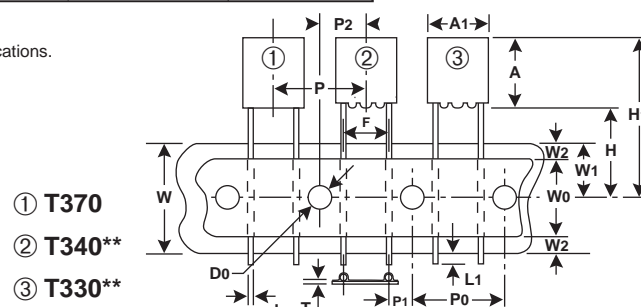 cations.
P2
A1
①
②
③
P
A
H
F
H
W2
W1
W
W0
① T370
② T340**
W2
D0
L1
③ T330**
P1
P0